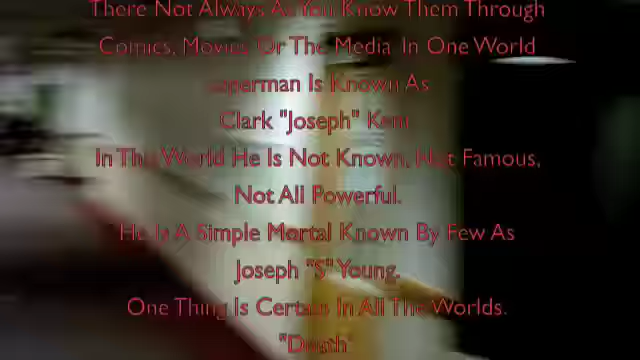 There Not Always As You Know Them Through
Comics, Movies Or The Media In One World
Superman Is Known As
Clark "Joseph" Kent
In This World He Is Not Known, Not Famous,
Not All Powerful.
He Is A Simple Mortal Known By Few As
Joseph "S" Young.
One Thing Is Certain In All The Worlds.
"Death"